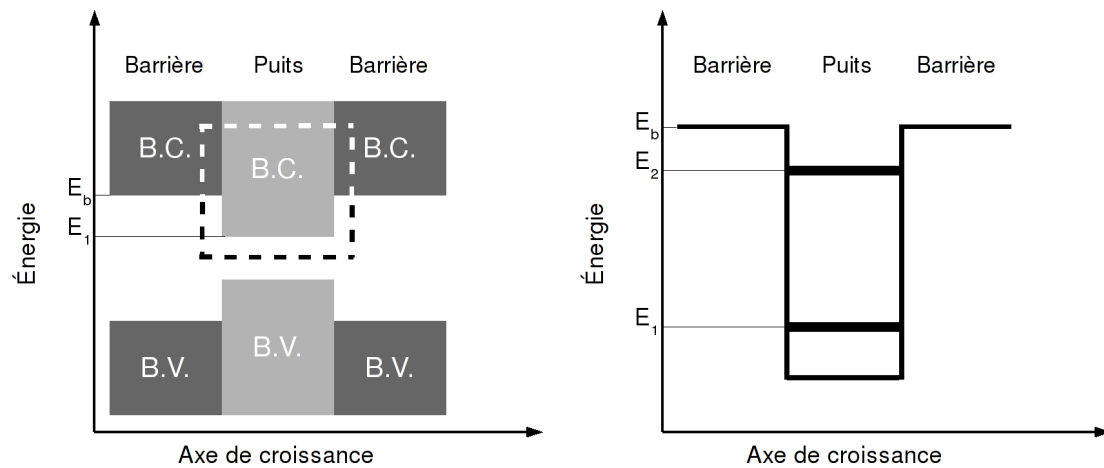 Barrière Puits Barrière
B.C. B.C. B.C.
E_b
E_1
Énergie
B.V. B.V. B.V.
Axe de croissance
Barrière Puits Barrière
E_b
E_2
Énergie
E_1
Axe de croissance